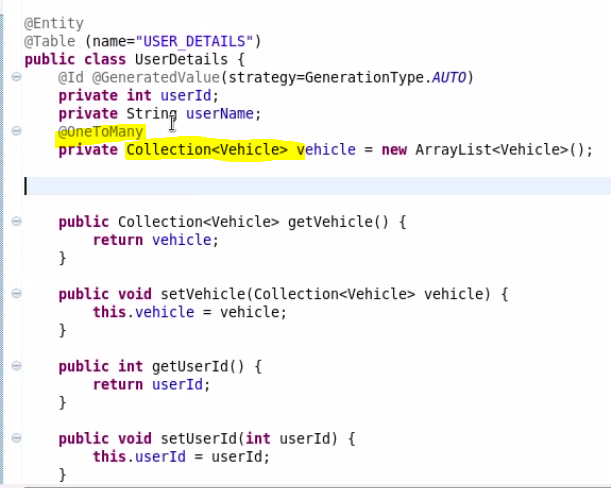 @Entity
@Table (name="USER_DETAILS")
public class UserDetails {
@Id @GeneratedValue(strategy=GenerationType.AUTO)
private int userId;
private String userName;
@OneToMany
private Collection<Vehicle> vehicle = new ArrayList<Vehicle>();
public Collection<Vehicle> getVehicle() {
return vehicle;
}
public void setVehicle(Collection<Vehicle> vehicle) {
this.vehicle = vehicle;
}
public int getUserId() {
return userId;
}
public void setUserId(int userId) {
this.userId = userId;
}